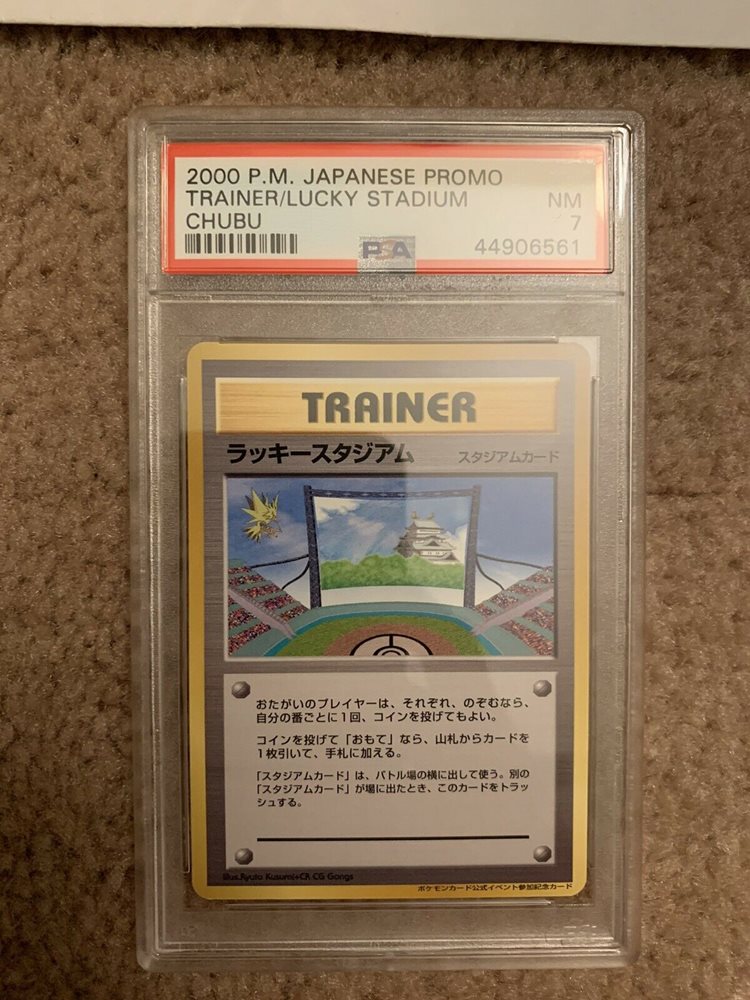 2000 P.M. JAPANESE PROMO
TRAINER/LUCKY STADIUM NM
CHUBU 7
PSA 44906561
TRAINER
ラッキースタジアム スタジアムカード
おたがいのプレイヤーは、それぞれ、のぞむなら、
自分の番ごとに1回、コインを投げてもよい。
コインを投げて「おもて」なら、山札からカードを
1枚引いて、手札に加える。
「スタジアムカード」は、バトル場の横に出して使う。別の
「スタジアムカード」が場に出たとき、このカードをトラッ
シュする。
Illus.Ryuta Kusumi+CR CG Gangs
ポケモンカード公式イベント参加記念カード